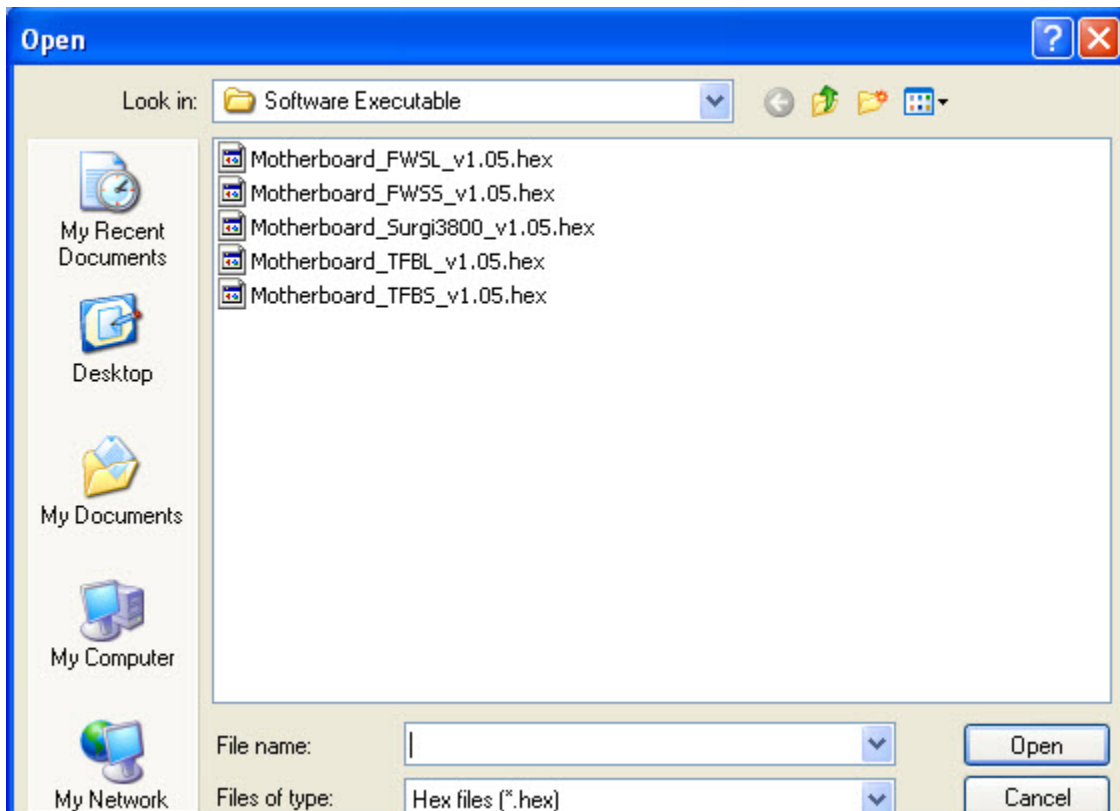 Open
Look in: Software Executable
My Recent
Documents
Desktop
My Documents
My Computer
My Network
Motherboard_FWSL_v1.05.hex
Motherboard_FWSS_v1.05.hex
Motherboard_Surgi3800_v1.05.hex
Motherboard_TFBL_v1.05.hex
Motherboard_TFBS_v1.05.hex
File name: Open
Files of type: Hex files (*.hex) Cancel